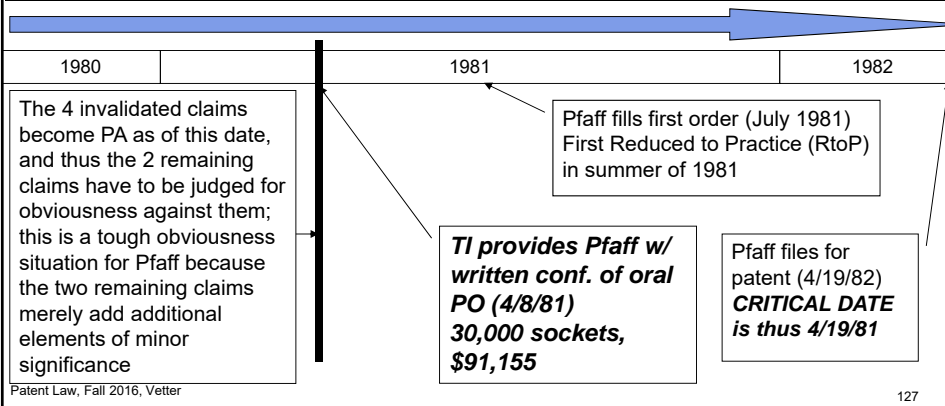 1980
1981
1982
The 4 invalidated claims
become PA as of this date,
and thus the 2 remaining
claims have to be judged for
obviousness against them;
this is a tough obviousness
situation for Pfaff because
the two remaining claims
merely add additional
elements of minor
significance
Pfaff fills first order (July 1981)
First Reduced to Practice (RtoP)
in summer of 1981
TI provides Pfaff w/
written conf. of oral
PO (4/8/81)
30,000 sockets,
$91,155
Pfaff files for
patent (4/19/82)
CRITICAL DATE
is thus 4/19/81
Patent Law, Fall 2016, Vetter
127